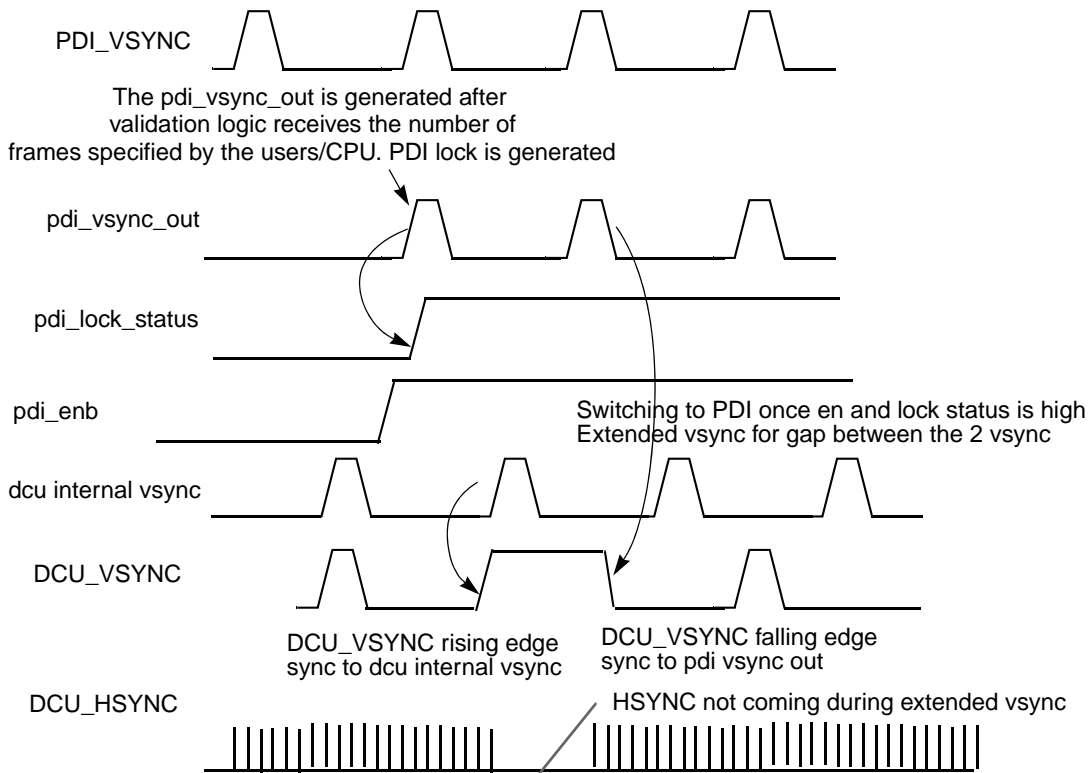 PDI_VSYNC
The pdi_vsync_out is generated after
validation logic receives the number of
frames specified by the users/CPU. PDI lock is generated
pdi_vsync_out
pdi_lock_status
pdi_enb
Switching to PDI once en and lock status is high
Extended vsync for gap between the 2 vsync
dcu internal vsync
DCU_VSYNC
DCU_VSYNC rising edge
sync to dcu internal vsync
DCU_VSYNC falling edge
sync to pdi vsync out
DCU_HSYNC
HSYNC not coming during extended vsync